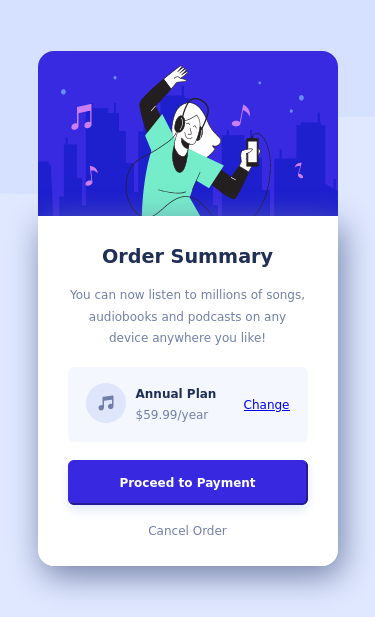 Order Summary
You can now listen to millions of songs,
audiobooks and podcasts on any
device anywhere you like!
Annual Plan
$59.99/year
Change
Proceed to Payment
Cancel Order